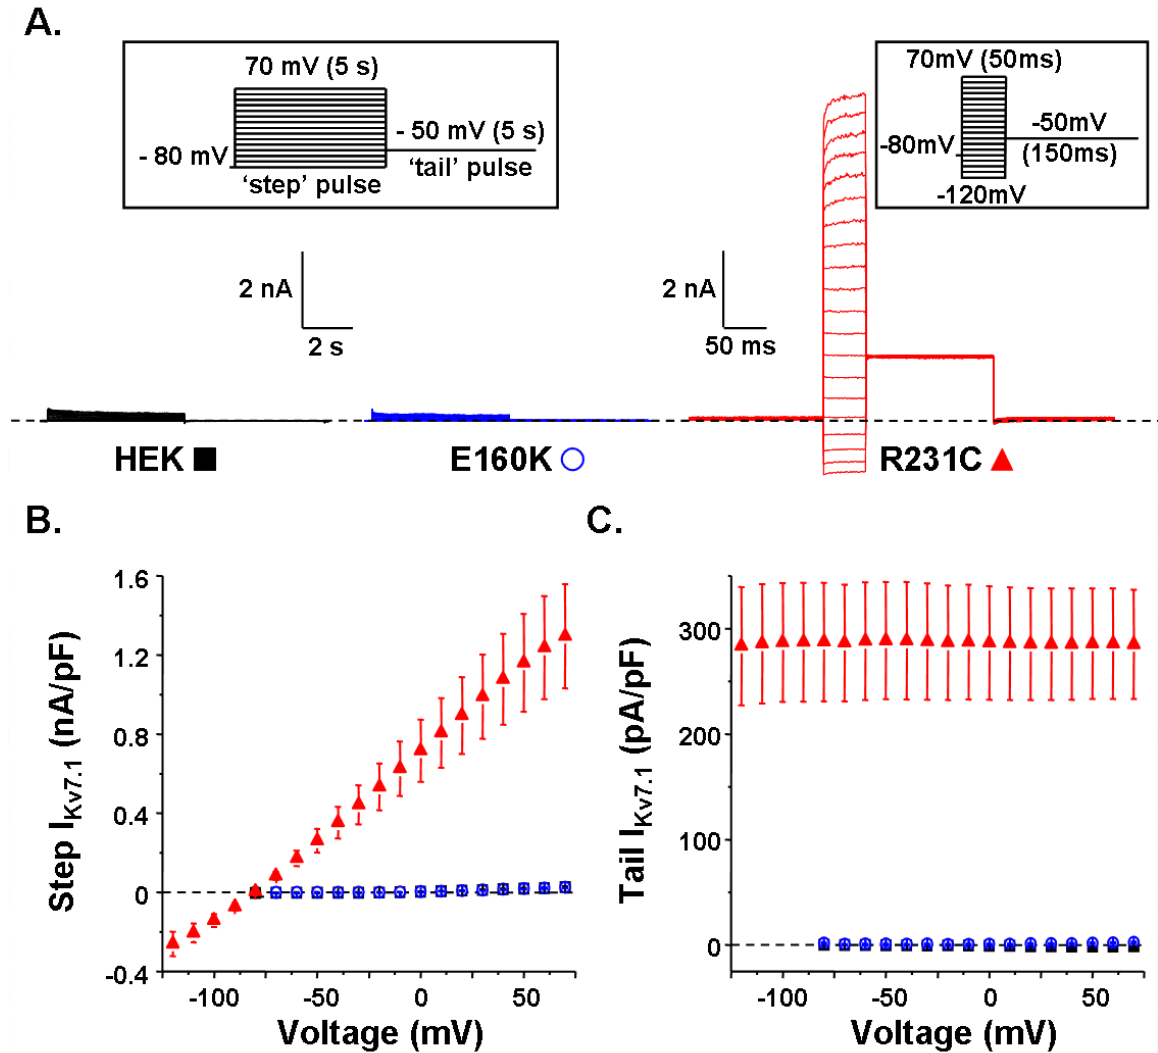 A.
70 mV (5 s)
- 80 mV
- 50 mV (5 s)
'step' pulse
'tail' pulse
70mV (50ms)
-80mV
-50mV
(150ms)
-120mV
2 nA
2 s
2 nA
50 ms
HEK
E160K
R231C
B.
Step IKv7.1 (nA/pF)
1.6
1.2
0.8
0.4
0
-0.4
-100
-50
0
50
Voltage (mV)
C.
Tail IKv7.1 (pA/pF)
300
200
100
0
-100
-50
0
50
Voltage (mV)